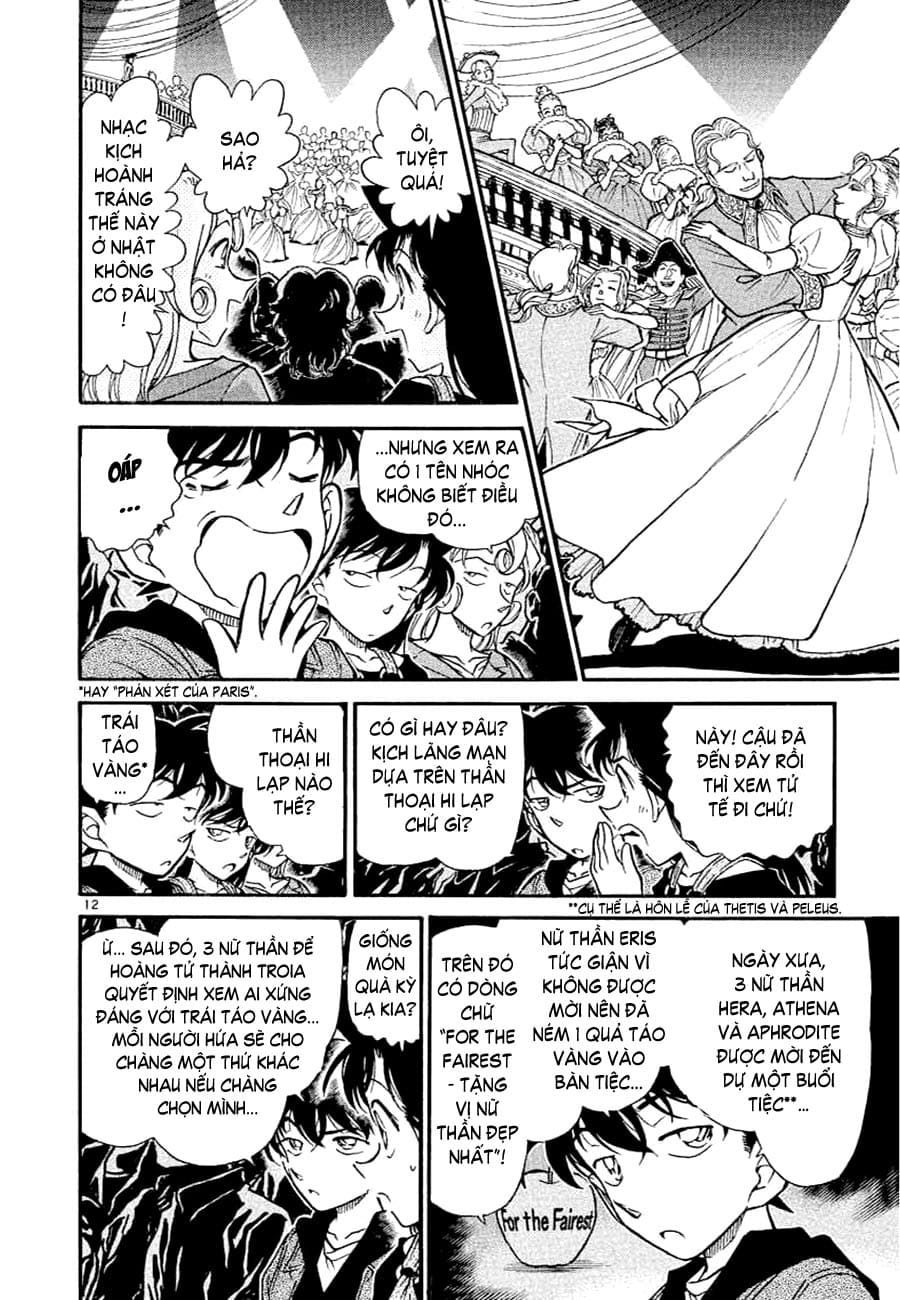 ÔI,
TUYỆT
QUÁ!
SAO
HẢ?
NHẠC
KỊCH
HOÀNH
TRÁNG
THẾ NÀY
Ở NHẬT
KHÔNG
CÓ ĐÂU
!
...NHƯNG XEM RA
CÓ 1 TÊN NHÓC
KHÔNG BIẾT ĐIỀU
ĐÓ...
OÁP
...
*HAY "PHÁN XÉT CỦA PARIS".
NÀY! CẬU ĐÃ
ĐẾN ĐÂY RỒI
THÌ XEM TỬ
TẾ ĐI CHỨ!
CÓ GÌ HAY ĐÂU?
KỊCH LÃNG MẠN
DỰA TRÊN THẦN
THOẠI HI LẠP
CHỨ GÌ?
THẦN
THOẠI HI
LẠP NÀO
THẾ?
TRÁI
TÁO
VÀNG*
...
12
**CỤ THỂ LÀ HÔN LỄ CỦA THETIS VÀ PELEUS.
NGÀY XƯA,
3 NỮ THẦN
HERA, ATHENA
VÀ APHRODITE
ĐƯỢC MỜI ĐẾN
DỰ MỘT BUỔI
TIỆC**...
NỮ THẦN ERIS
TỨC GIẬN VÌ
KHÔNG ĐƯỢC
MỜI NÊN ĐÃ
NÉM 1 QUẢ TÁO
VÀNG VÀO
BÀN TIỆC...
TRÊN ĐÓ
CÓ DÒNG
CHỮ
"FOR THE
FAIREST
- TẶNG
VỊ NỮ
THẦN ĐẸP
NHẤT"!
For the Fairest
GIỐNG
MÓN
QUÀ KỲ
LẠ KIA?
Ừ... SAU ĐÓ, 3 NỮ THẦN ĐỂ
HOÀNG TỬ THÀNH TROIA
QUYẾT ĐỊNH XEM AI XỨNG
ĐÁNG VỚI TRÁI TÁO VÀNG...
MỖI NGƯỜI HỨA SẼ CHO
CHÀNG MỘT THỨ KHÁC
NHAU NẾU CHÀNG
CHỌN MÌNH...